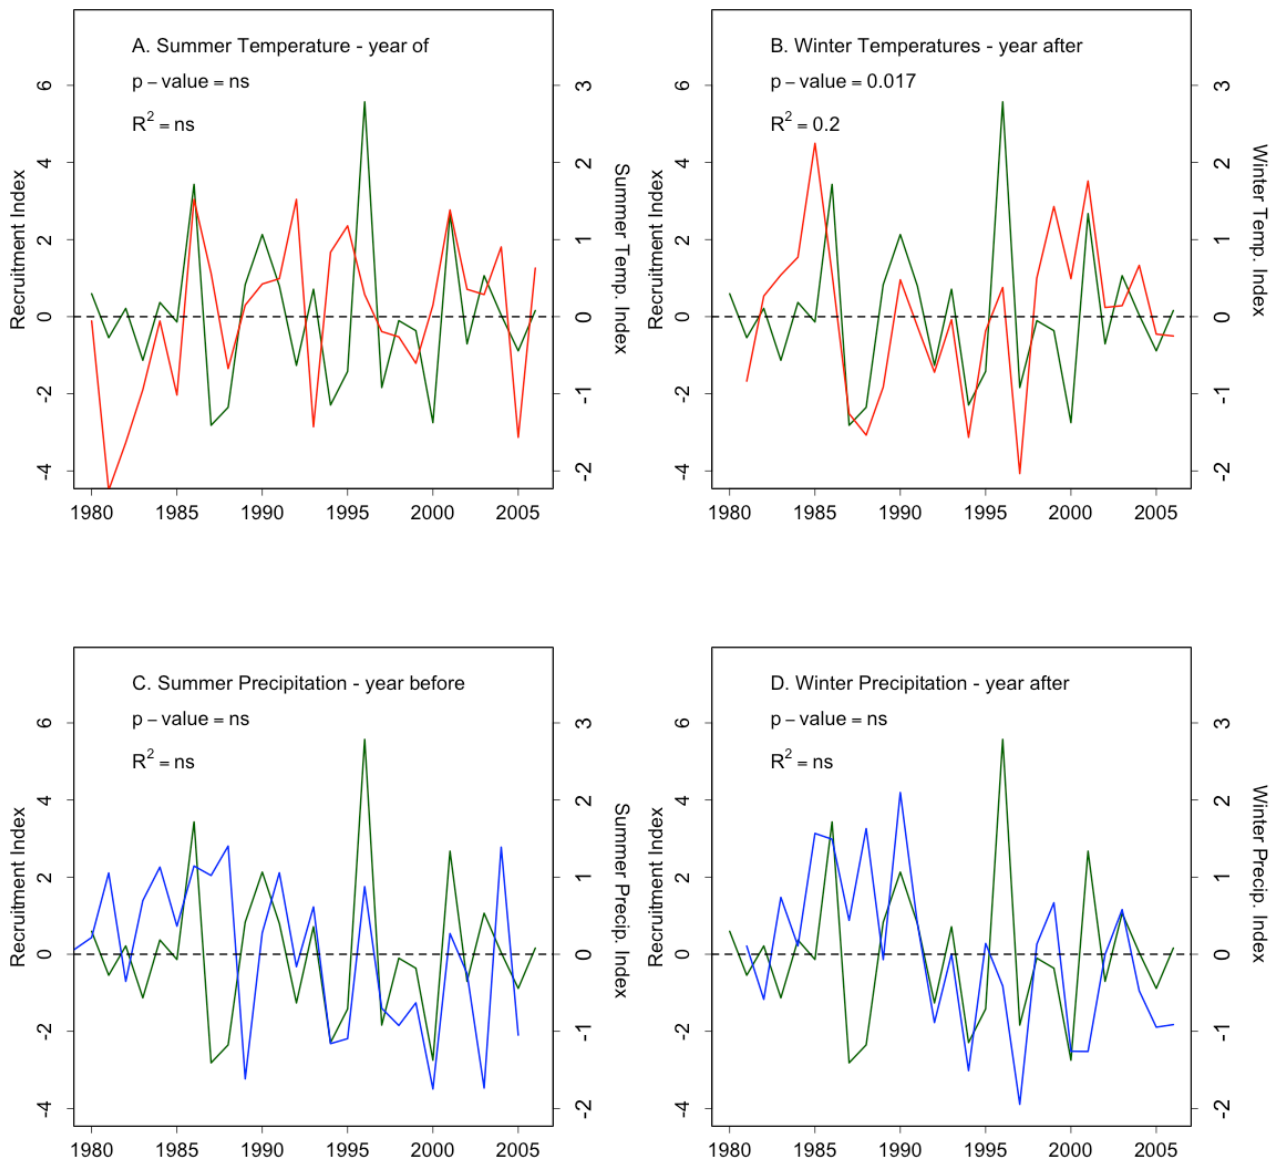 A. Summer Temperature - year of
p – value = ns
R² = ns
Recruitment Index
6
4
2
0
-2
-4
3
2
1
0
-1
-2
Summer Temp. Index
1980 1985 1990 1995 2000 2005
B. Winter Temperatures - year after
p – value = 0.017
R² = 0.2
Recruitment Index
6
4
2
0
-2
-4
3
2
1
0
-1
-2
Winter Temp. Index
1980 1985 1990 1995 2000 2005
C. Summer Precipitation - year before
p – value = ns
R² = ns
Recruitment Index
6
4
2
0
-2
-4
3
2
1
0
-1
-2
Summer Precip. Index
1980 1985 1990 1995 2000 2005
D. Winter Precipitation - year after
p – value = ns
R² = ns
Recruitment Index
6
4
2
0
-2
-4
3
2
1
0
-1
-2
Winter Precip. Index
1980 1985 1990 1995 2000 2005